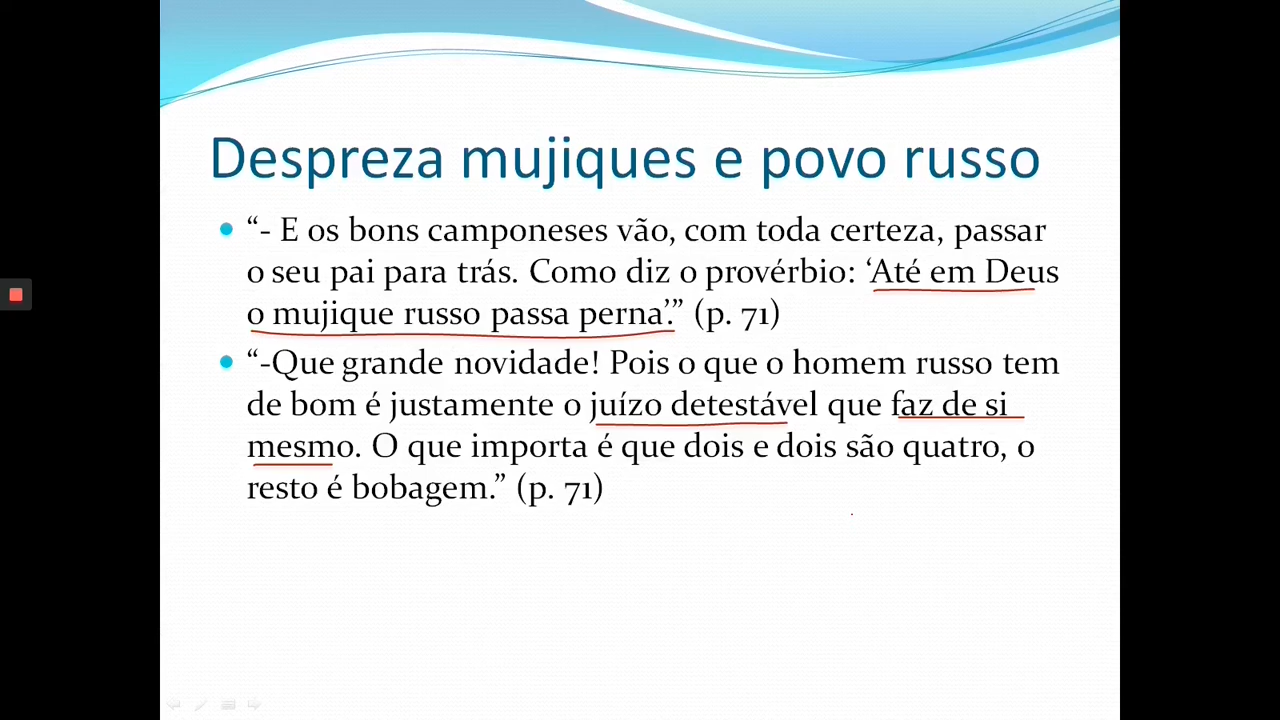 Despreza mujiques e povo russo
“- E os bons camponeses vão, com toda certeza, passar
o seu pai para trás. Como diz o provérbio: ‘Até em Deus
o mujique russo passa perna’.” (p. 71)
“-Que grande novidade! Pois o que o homem russo tem
de bom é justamente o juízo detestável que faz de si
mesmo. O que importa é que dois e dois são quatro, o
resto é bobagem.” (p. 71)